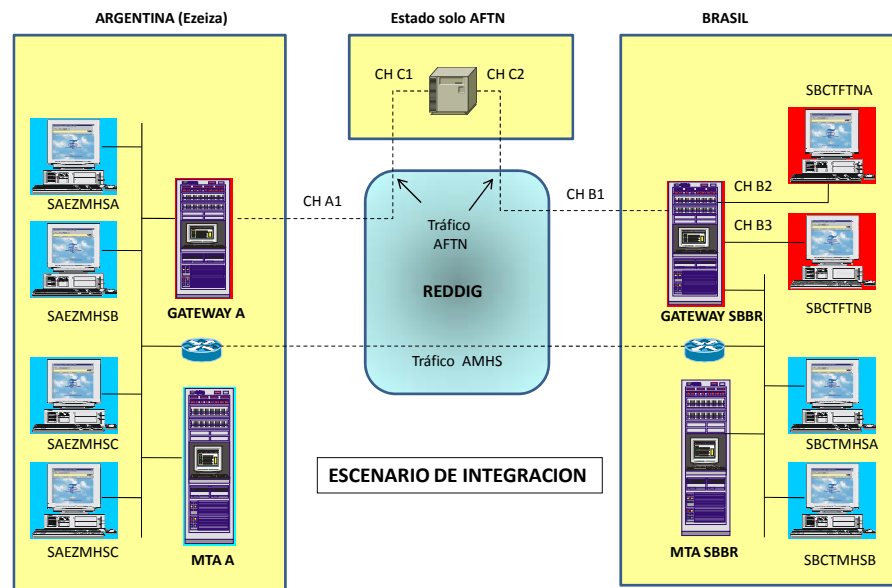 ARGENTINA (Ezeiza)
Estado solo AFTN
BRASIL
CH C1
CH C2
SAEZMHSA
SAEZMHSB
SAEZMHSC
SAEZMHSC
GATEWAY A
MTA A
CH A1
Tráfico
AFTN
REDDIG
Tráfico AMHS
ESCENARIO DE INTEGRACION
CH B1
SBCTFTNA
CH B2
CH B3
SBCTFTNB
GATEWAY SBBR
SBCTMHSA
MTA SBBR
SBCTMHSB